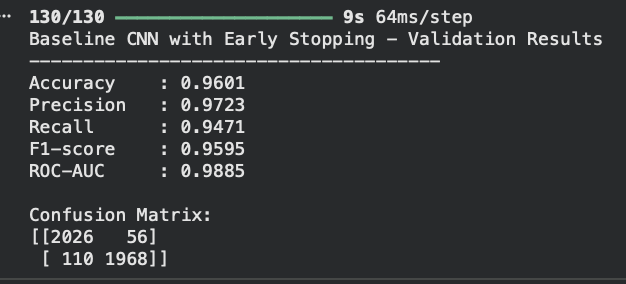 130/130 ━━━━━━━━━━━━━━━━━━━━ 9s 64ms/step
Baseline CNN with Early Stopping - Validation Results
--------------------------------------
Accuracy    : 0.9601
Precision   : 0.9723
Recall      : 0.9471
F1-score    : 0.9595
ROC-AUC     : 0.9885
Confusion Matrix:
[[2026   56]
 [ 110 1968]]